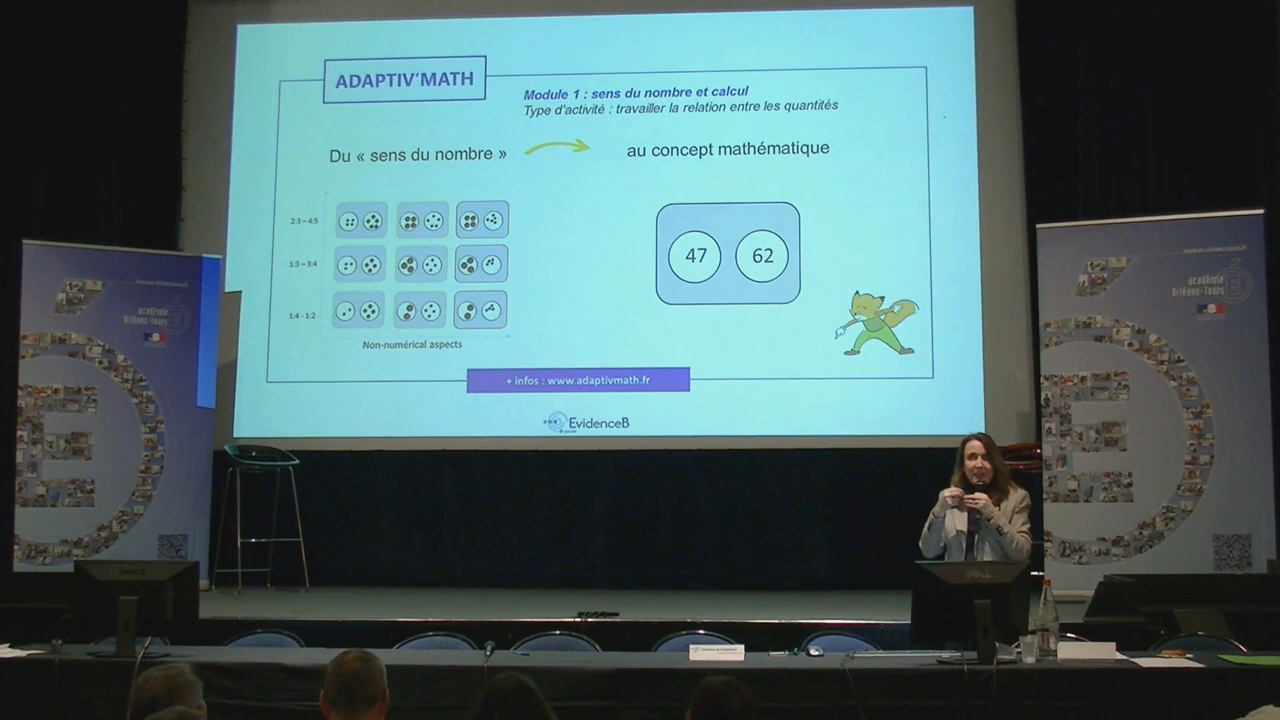 ADAPTIV'MATH
Module 1 : sens du nombre et calcul
Type d'activité : travailler la relation entre les quantités
Du « sens du nombre »
au concept mathématique
2:3 – 4:5
1:3 – 3:4
1:4 - 1:2
Non-numérical aspects
47
62
+ infos : www.adaptivmath.fr
EvidenceB
académie
Orléans-Tours
académie
Orléans-Tours
DELL
DELL